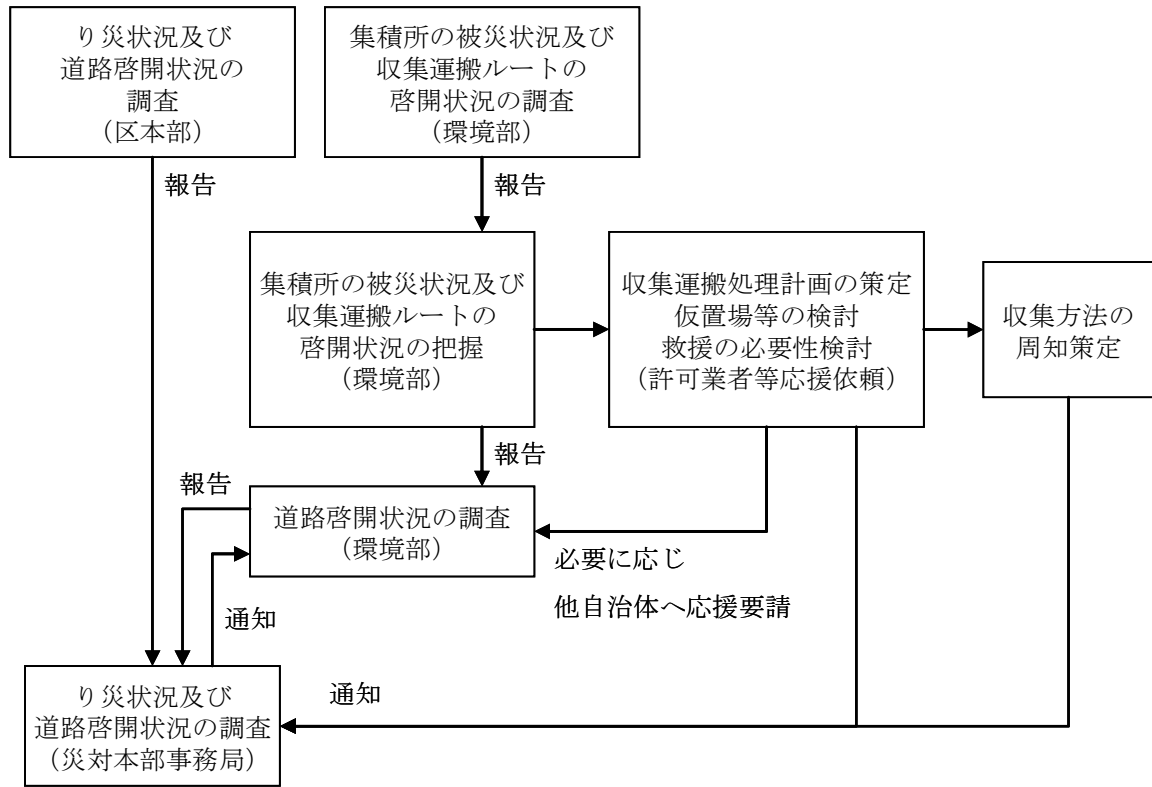 り災状況及び
道路啓開状況の
調査
（区本部）
集積所の被災状況及び
収集運搬ルートの
啓開状況の調査
（環境部）
報告
報告
集積所の被災状況及び
収集運搬ルートの
啓開状況の把握
（環境部）
収集運搬処理計画の策定
仮置場等の検討
救援の必要性検討
（許可業者等応援依頼）
収集方法の
周知策定
報告
報告
道路啓開状況の調査
（環境部）
必要に応じ
他自治体へ応援要請
通知
り災状況及び
道路啓開状況の調査
（災対本部事務局）
通知